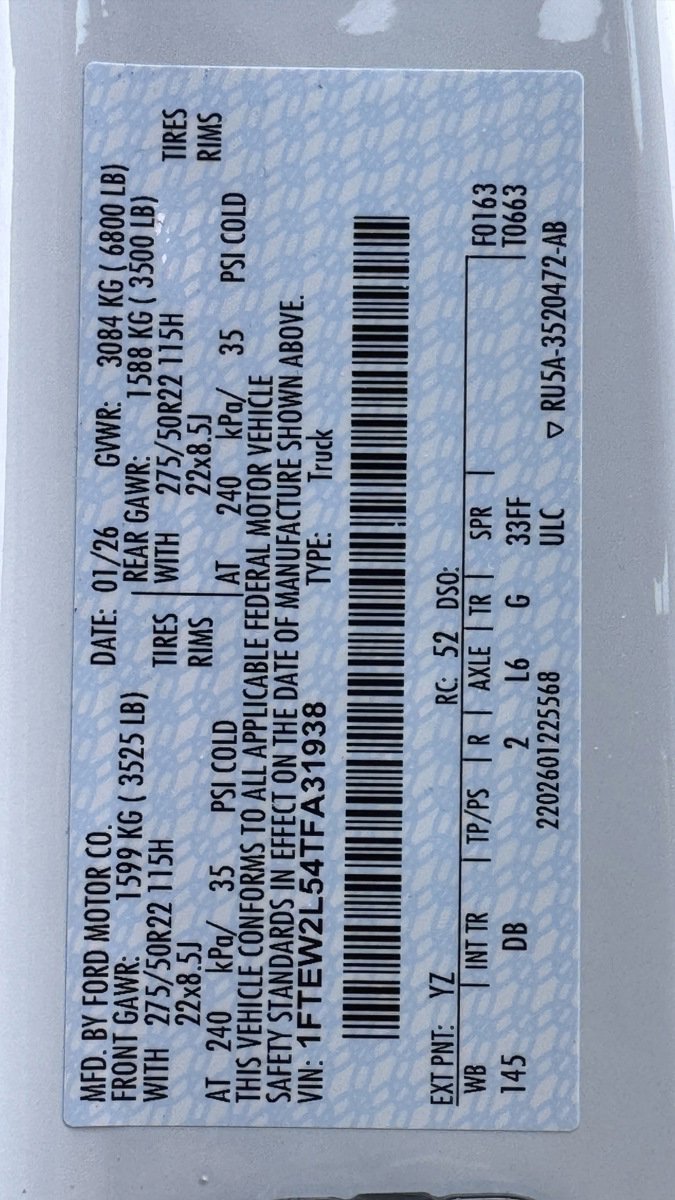 MFD. BY FORD MOTOR CO. DATE: 01/26 GVWR: 3084 KG ( 6800 LB)
FRONT GAWR: 1599 KG ( 3525 LB) REAR GAWR: 1588 KG ( 3500 LB)
WITH 275/50R22 115H TIRES WITH 275/50R22 115H TIRES
22x8.5J RIMS 22x8.5J RIMS
AT 240 kPa/ 35 PSI COLD AT 240 kPa/ 35 PSI COLD
THIS VEHICLE CONFORMS TO ALL APPLICABLE FEDERAL MOTOR VEHICLE
SAFETY STANDARDS IN EFFECT ON THE DATE OF MANUFACTURE SHOWN ABOVE.
VIN: 1FTEW2L54TFA31938 TYPE: Truck
EXT PNT: YZ RC: 52 DSO:
WB INT TR TP/PS R AXLE TR SPR F0163
145 DB 2 L6 G 33FF T0663
ULC
2202601225568 ▽ RU5A-3520472-AB